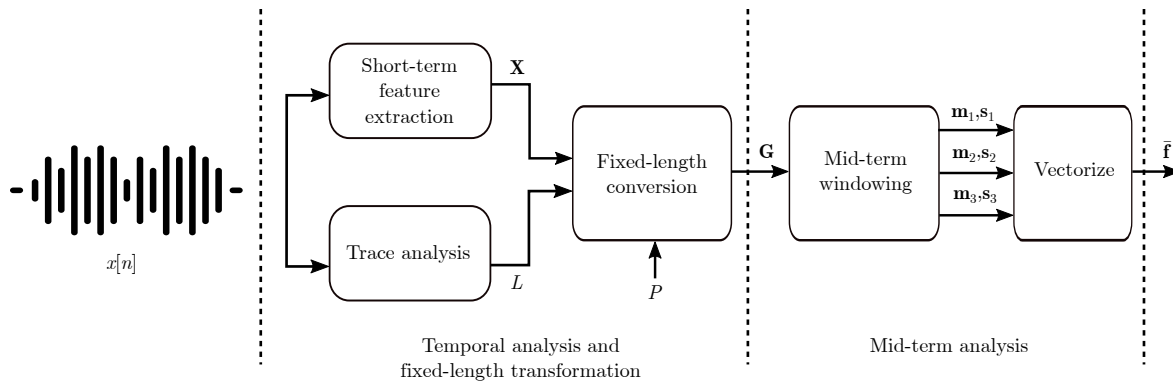 x[n]
Short-term
feature
extraction
X
Trace analysis
L
Fixed-length
conversion
P
G
Temporal analysis and
fixed-length transformation
Mid-term
windowing
m₁,s₁
m₂,s₂
m₃,s₃
Vectorize
f̄
Mid-term analysis